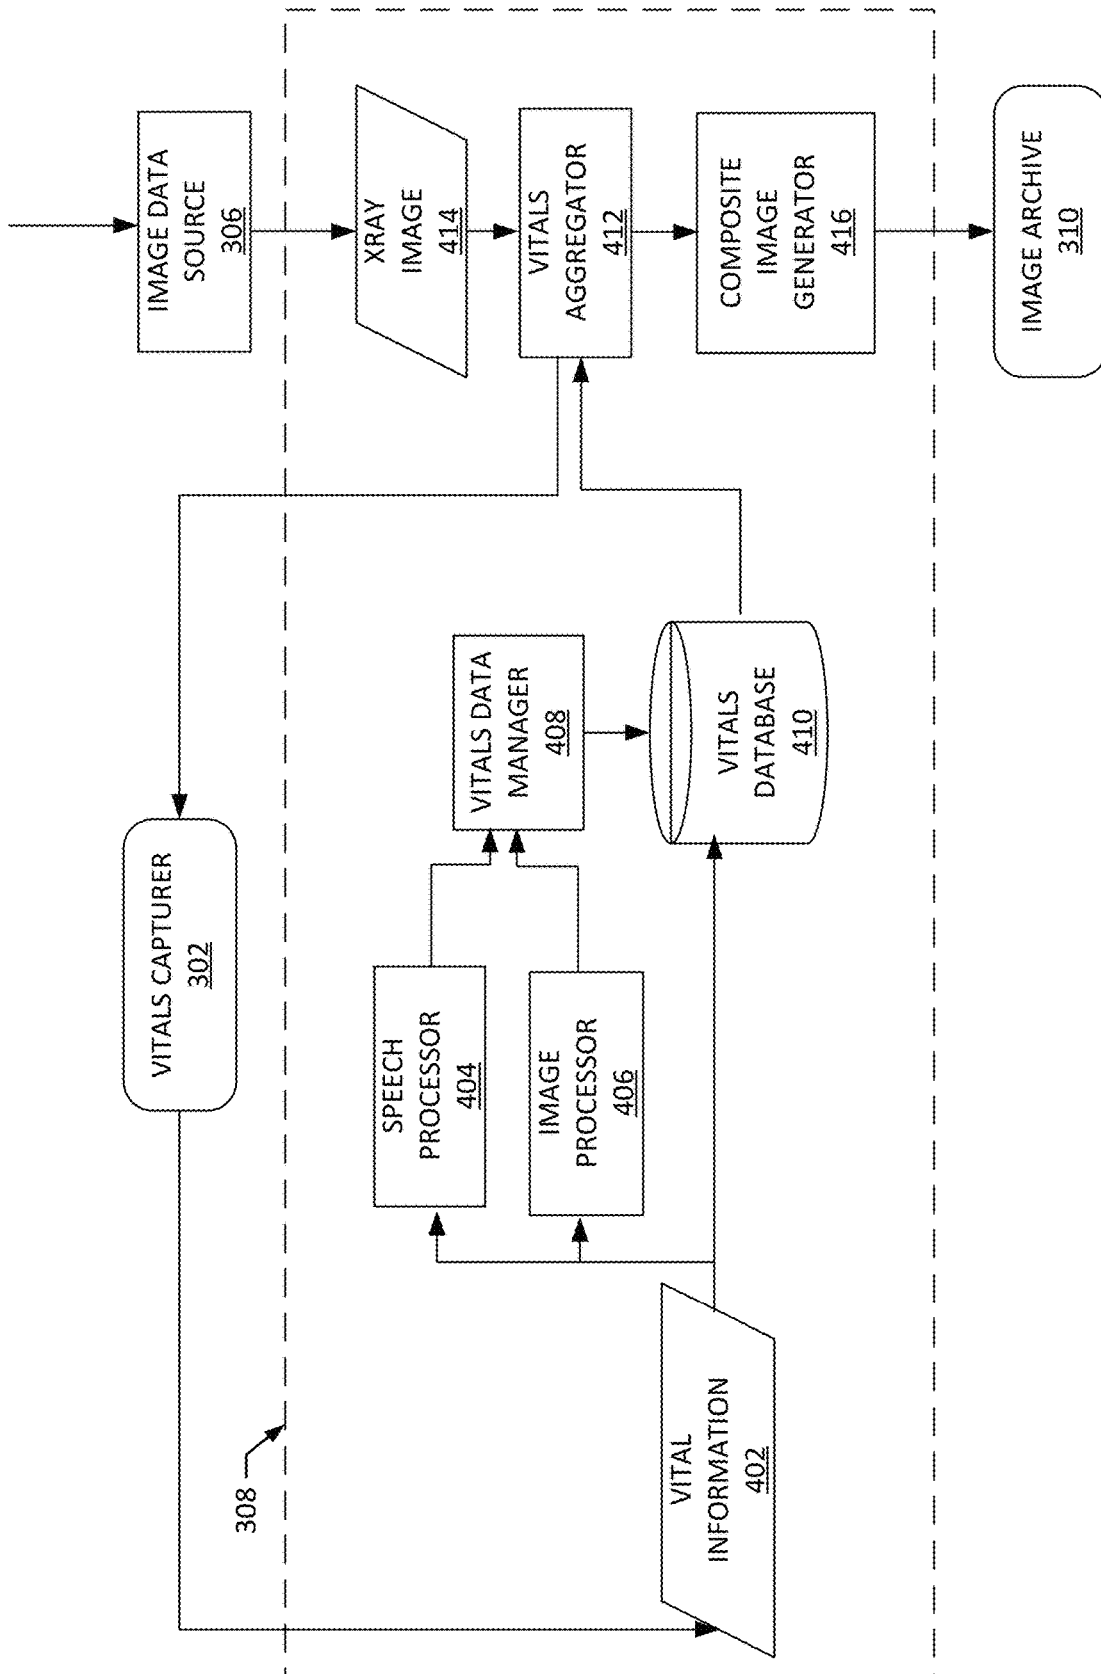 308
VITALS CAPTURER
302
IMAGE DATA
SOURCE
306
VITAL
INFORMATION
402
SPEECH
PROCESSOR
404
IMAGE
PROCESSOR
406
VITALS DATA
MANAGER
408
VITALS
DATABASE
410
XRAY
IMAGE
414
VITALS
AGGREGATOR
412
COMPOSITE
IMAGE
GENERATOR
416
IMAGE ARCHIVE
310